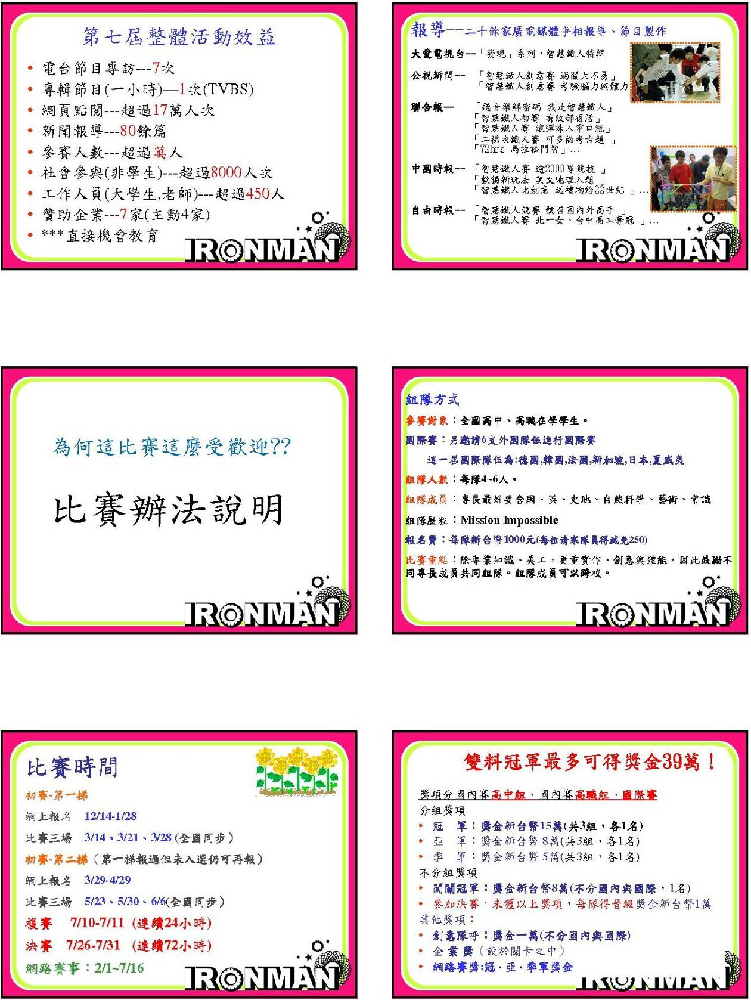 第七屆整體活動效益
• 電台節目專訪---7次
• 專輯節目(一小時)—1次(TVBS)
• 網頁點閱---超過17萬人次
• 新聞報導---80餘篇
• 參賽人數---超過萬人
• 社會參與(非學生)---超過8000人次
• 工作人員(大學生,老師)---超過450人
• 贊助企業---7家(主動4家)
• ***直接機會教育
IRONMAN
報導--二十餘家廣電媒體爭相報導、節目製作
大愛電視台--「發現」系列，智慧鐵人特輯
公視新聞-- 「智慧鐵人創意賽 過關大不易」
「智慧鐵人創意賽 考驗腦力與體力
聯合報-- 「聽音樂解密碼 我是智慧鐵人」
「智慧鐵人初賽 有敗部復活」
「智慧鐵人賽 滾彈珠入窄口瓶」
「二梯次鐵人賽 可多做考古題 」
「72hrs 馬拉松鬥智」…
中國時報-- 「智慧鐵人賽 逾2000隊競技 」
「數獨新玩法 英文地理入題 」
「智慧鐵人比創意 送禮物給22世紀 」…
自由時報-- 「智慧鐵人競賽 號召國內外高手 」
「智慧鐵人賽 北一女、台中高工奪冠 」…
IRONMAN
為何這比賽這麼受歡迎??
比賽辦法說明
IRONMAN
組隊方式
參賽對象：全國高中、高職在學學生。
國際賽：另邀請6支外國隊伍進行國際賽
這一屆國際隊伍為:德國,韓國,法國,新加坡,日本,夏威夷
組隊人數：每隊4~6人。
組隊成員：專長最好要含國、英、史地、自然科學、藝術、常識
組隊歷程：Mission Impossible
報名費：每隊新台幣1000元(每位清寒隊員得減免250)
比賽重點：除專業知識、美工，更重實作、創意與體能，因此鼓勵不
同專長成員共同組隊。組隊成員可以跨校。
IRONMAN
比賽時間
初賽-第一梯
網上報名 12/14-1/28
比賽三場 3/14、3/21、3/28 (全國同步）
初賽-第二梯（第一梯報過但未入選仍可再報）
網上報名 3/29-4/29
比賽三場 5/23、5/30、6/6(全國同步）
複賽 7/10-7/11 (連續24小時)
決賽 7/26-7/31 (連續72小時)
網路賽事：2/1~7/16
IRONMAN
雙料冠軍最多可得獎金39萬！
獎項分國內賽高中組、國內賽高職組、國際賽
分組獎項
• 冠 軍：獎金新台幣15萬(共3組，各1名)
• 亞 軍：獎金新台幣 8萬(共3組，各1名)
• 季 軍：獎金新台幣 5萬(共3組，各1名)
不分組獎項
• 闖關冠軍：獎金新台幣8萬(不分國內與國際，1名)
• 參加決賽，未獲以上獎項，每隊得晉級獎金新台幣1萬
其他獎項：
• 創意隊呼：獎金一萬(不分國內與國際)
• 企 業 獎（設於關卡之中）
• 網路賽獎:冠、亞、季軍獎金
IRONMAN